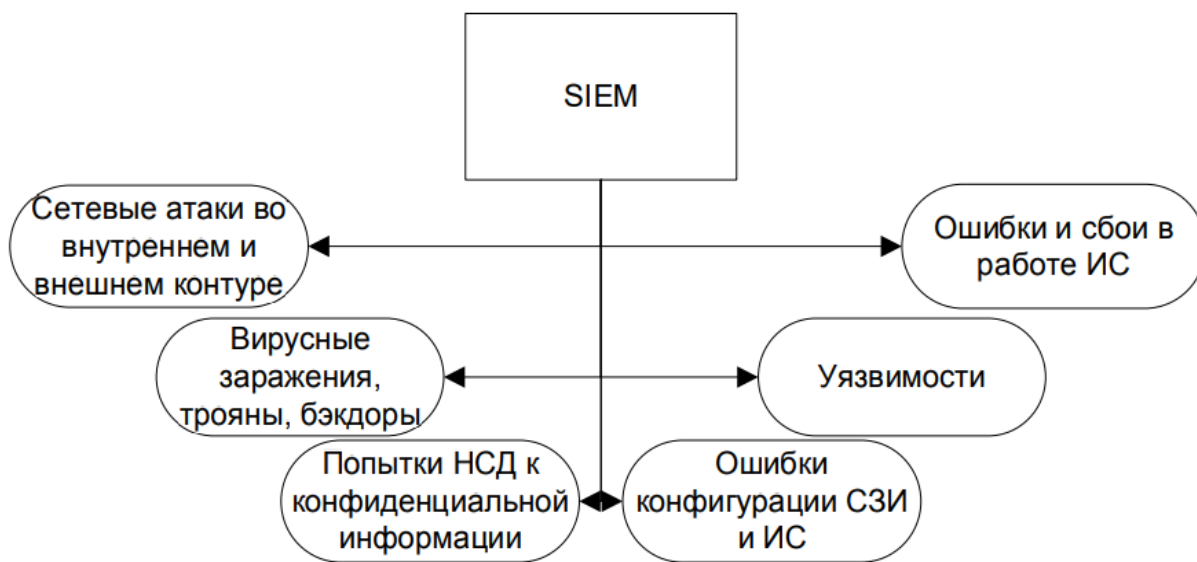 SIEM
Сетевые атаки во
внутреннем и
внешнем контуре
Ошибки и сбои в
работе ИС
Вирусные
заражения,
трояны, бэкдоры
Уязвимости
Попытки НСД к
конфиденциальной
информации
Ошибки
конфигурации СЗИ
и ИС